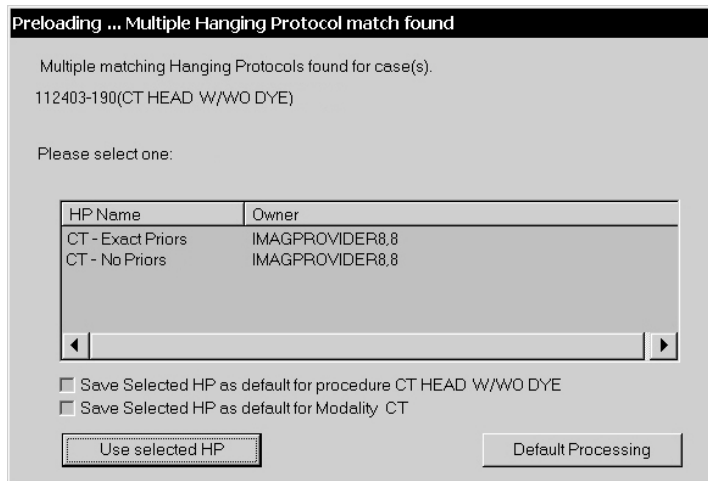 Preloading ... Multiple Hanging Protocol match found
Multiple matching Hanging Protocols found for case(s).
112403-190(CT HEAD W/WO DYE)
Please select one:
HP Name Owner
CT - Exact Priors IMAGPROVIDER8,8
CT - No Priors IMAGPROVIDER8,8
Save Selected HP as default for procedure CT HEAD W/WO DYE
Save Selected HP as default for Modality CT
Use selected HP Default Processing